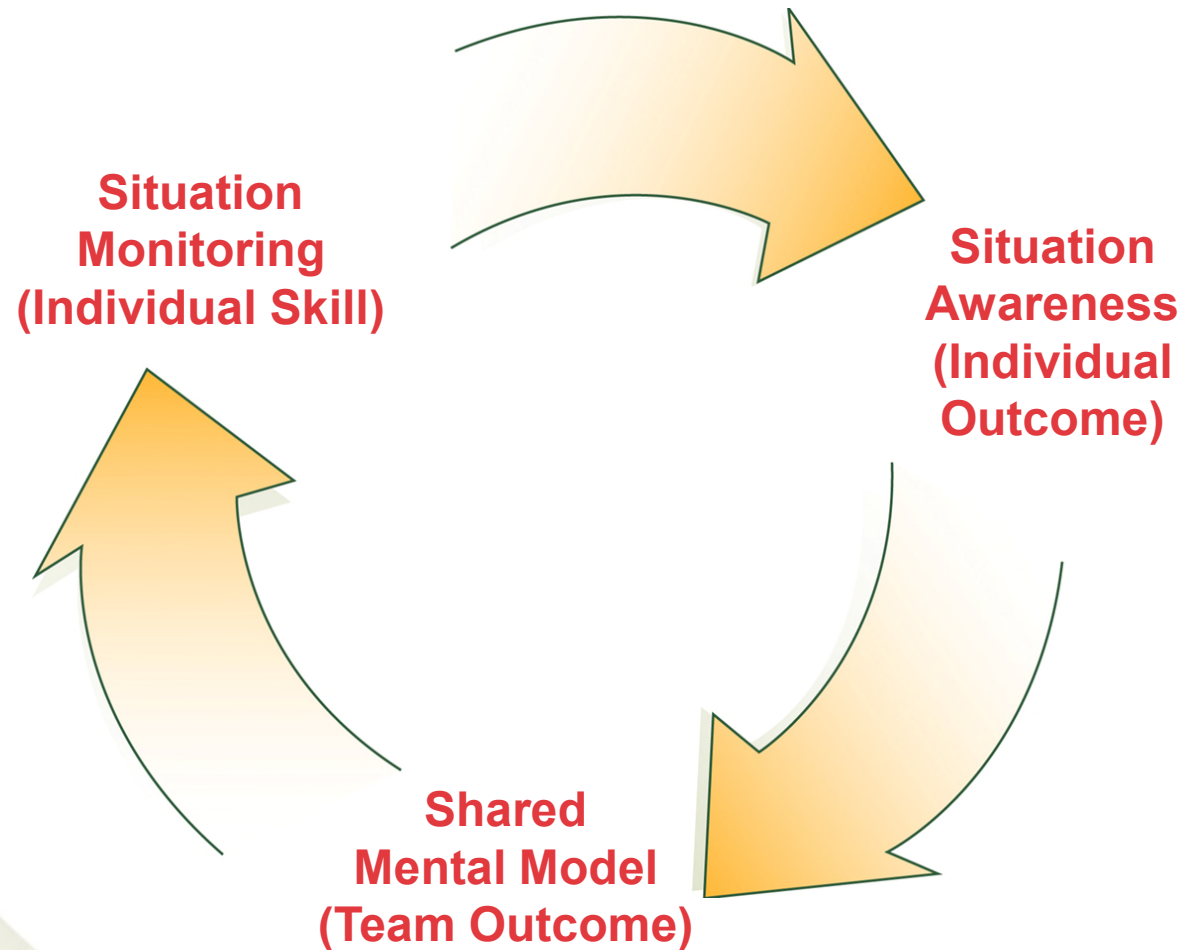 Situation
Monitoring
(Individual Skill)
Situation
Awareness
(Individual
Outcome)
Shared
Mental Model
(Team Outcome)